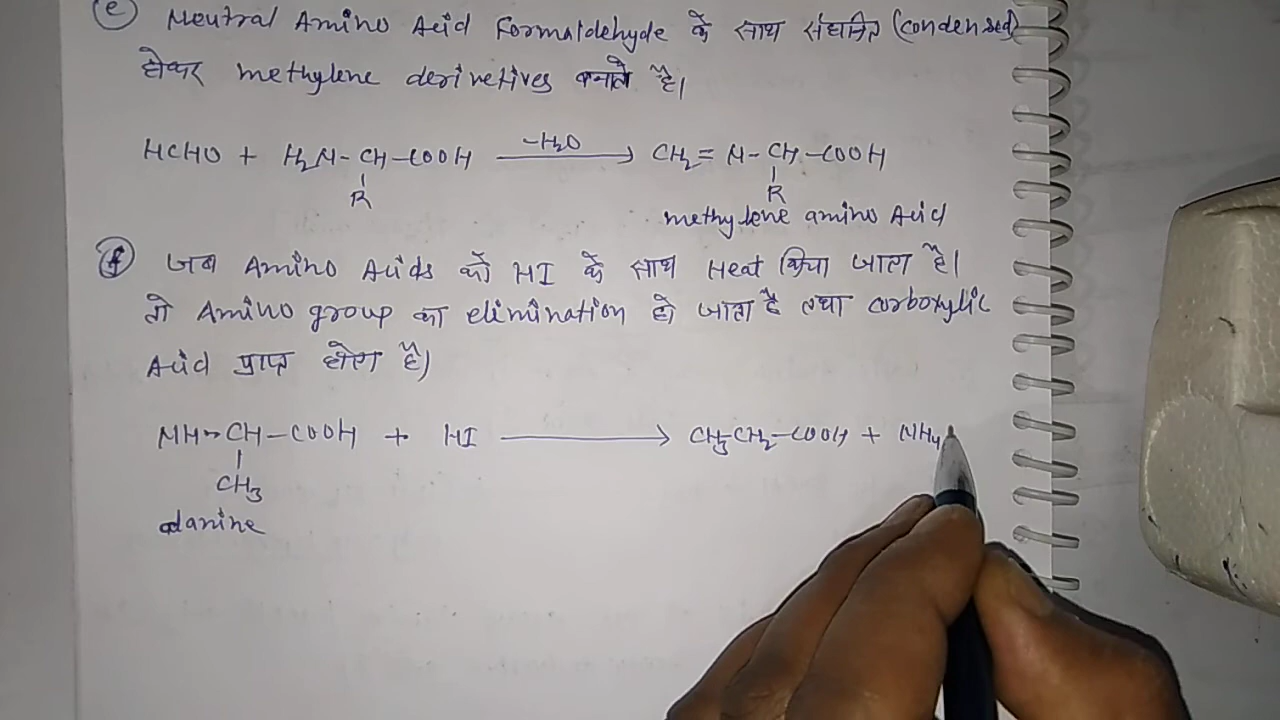 (e) Neutral Amino Acid Formaldehyde के साथ संघनित (condensed)
होकर methylene derivetives बनाते है।
HCHO + H₂N-CH-COOH —-H₂O→ CH₂=N-CH-COOH
R R
methylene amino Acid
(f) जब Amino Acids को HI के साथ Heat किया जाता है।
तो Amino group का elimination हो जाता है तथा carboxylic
Acid प्राप्त होता है।
NH₂-CH-COOH + HI ⟶ CH₃CH₂-COOH + NH₄
CH₃
alanine